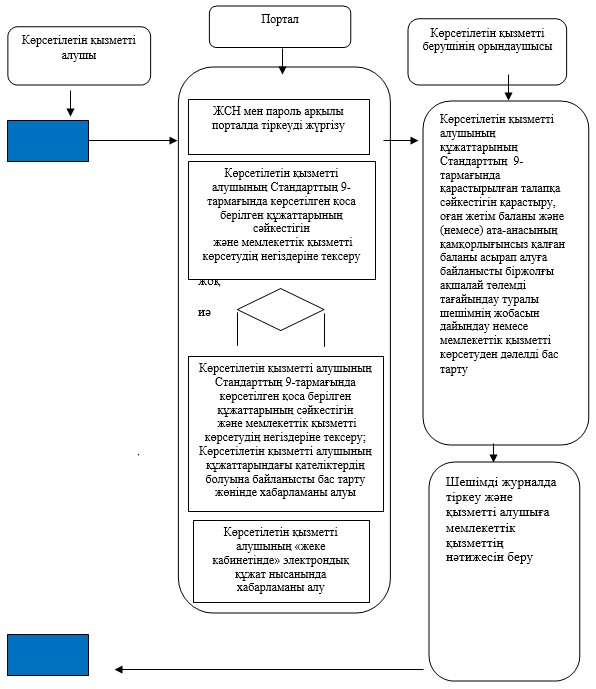 Көрсетілетін қызметті
алушы
Портал
Көрсетілетін қызметті
берушінің орындаушысы
ЖСН мен пароль арқылы
порталда тіркеуді жүргізу
Көрсетілетін қызметті
алушының Стандарттың 9-
тармағында көрсетілген қоса
берілген құжаттарының
сәйкестігін
және мемлекеттік қызметті
көрсетудің негіздеріне тексеру
жоқ
иә
Көрсетілетін қызметті алушының
Стандарттың 9-тармағында
көрсетілген қоса берілген
құжаттарының сәйкестігін
және мемлекеттік қызметті
көрсетудің негіздеріне тексеру;
Көрсетілетін қызметті алушының
құжаттарындағы қателіктердің
болуына байланысты бас тарту
жөнінде хабарламаны алуы
Көрсетілетін қызметті
алушының «жеке
кабинетінде» электрондық
құжат нысанында
хабарламаны алу
Көрсетілетін қызметті
алушының
құжаттарының
Стандарттың 9-
тармағында
қарастырылған талапқа
сәйкестігін қарастыру,
оған жетім баланы және
(немесе) ата-анасының
қамқорлығынсыз қалған
баланы асырап алуға
байланысты біржолғы
ақшалай төлемді
тағайындау туралы
шешімнің жобасын
дайындау немесе
мемлекеттік қызметті
көрсетуден дәлелді бас
тарту
Шешімді журналда
тіркеу және
қызметті алушыға
мемлекеттік
қызметтің
нәтижесін беру